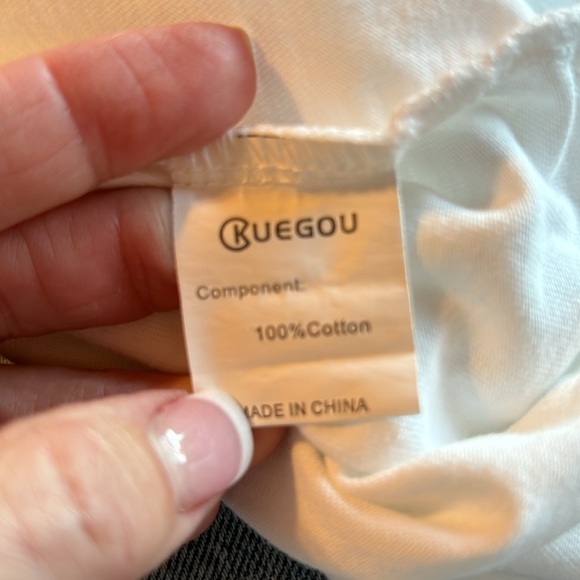 KUEGOU
Component:
100%Cotton
MADE IN CHINA